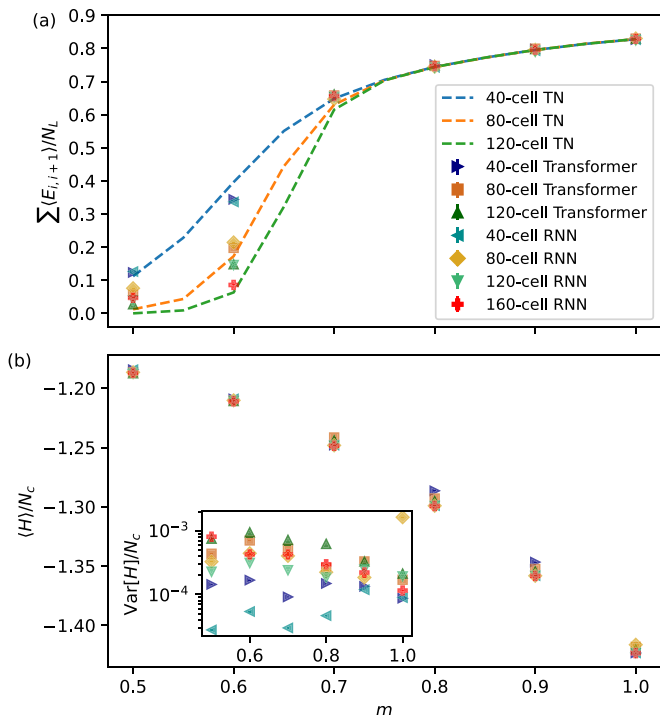 (a)
0.9
0.8
0.7
0.6
0.5
0.4
0.3
0.2
0.1
0.0
∑⟨E_{i,i+1}⟩/N_L
40-cell TN
80-cell TN
120-cell TN
40-cell Transformer
80-cell Transformer
120-cell Transformer
40-cell RNN
80-cell RNN
120-cell RNN
160-cell RNN
(b)
−1.20
−1.25
−1.30
−1.35
−1.40
⟨H⟩/N_c
10^{−3}
10^{−4}
Var[H]/N_c
0.6 0.8 1.0
0.5 0.6 0.7 0.8 0.9 1.0
m